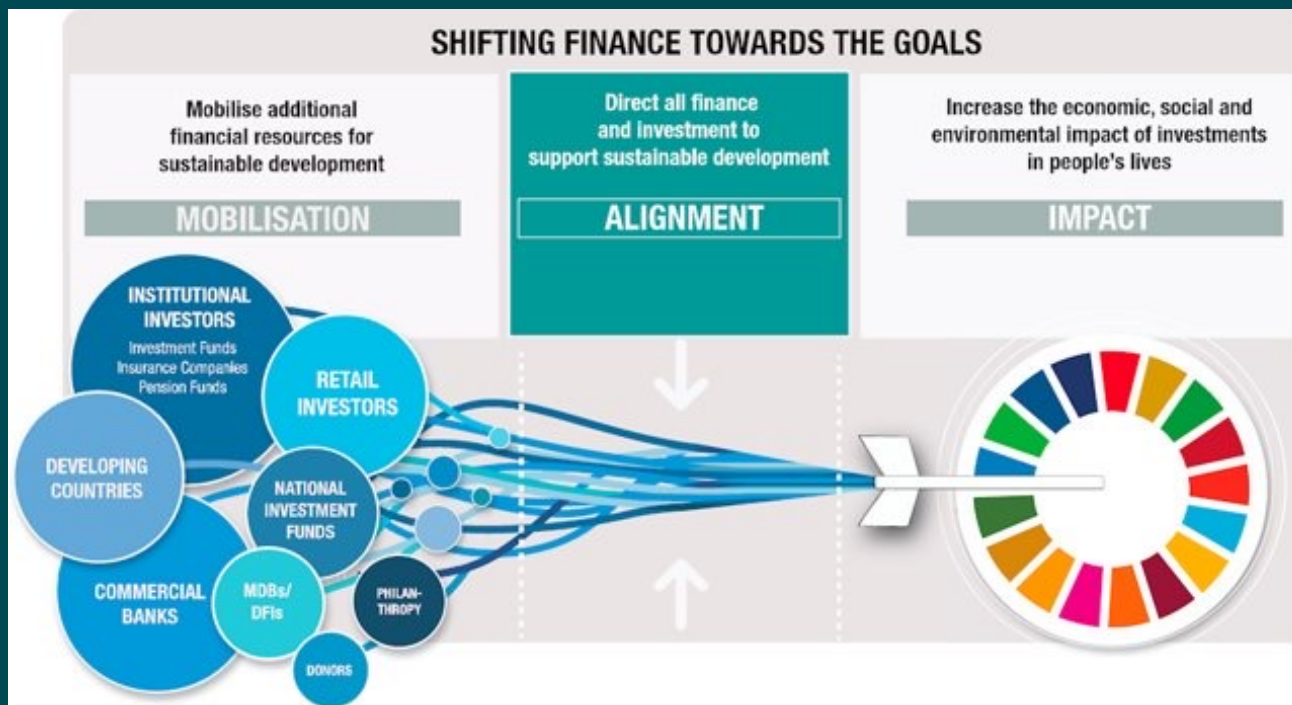 SHIFTING FINANCE TOWARDS THE GOALS
Mobilise additional
financial resources for
sustainable development
MOBILISATION
Direct all finance
and investment to
support sustainable development
ALIGNMENT
Increase the economic, social and
environmental impact of investments
in people's lives
IMPACT
INSTITUTIONAL
INVESTORS
Investment Funds
Insurance Companies
Pension Funds
RETAIL
INVESTORS
DEVELOPING
COUNTRIES
NATIONAL
INVESTMENT
FUNDS
COMMERCIAL
BANKS
MDBs/
DFIs
PHILAN-
THROPY
DONORS